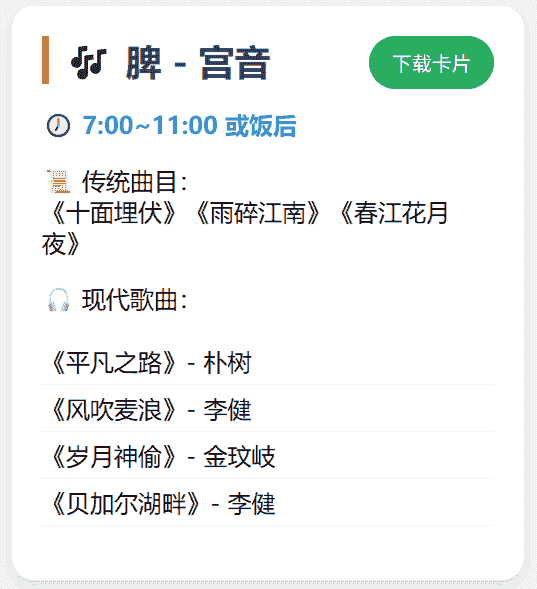 脾 - 宫音
下载卡片
7:00~11:00 或饭后
传统曲目：
《十面埋伏》《雨碎江南》《春江花月
夜》
现代歌曲：
《平凡之路》- 朴树
《风吹麦浪》- 李健
《岁月神偷》- 金玟岐
《贝加尔湖畔》- 李健